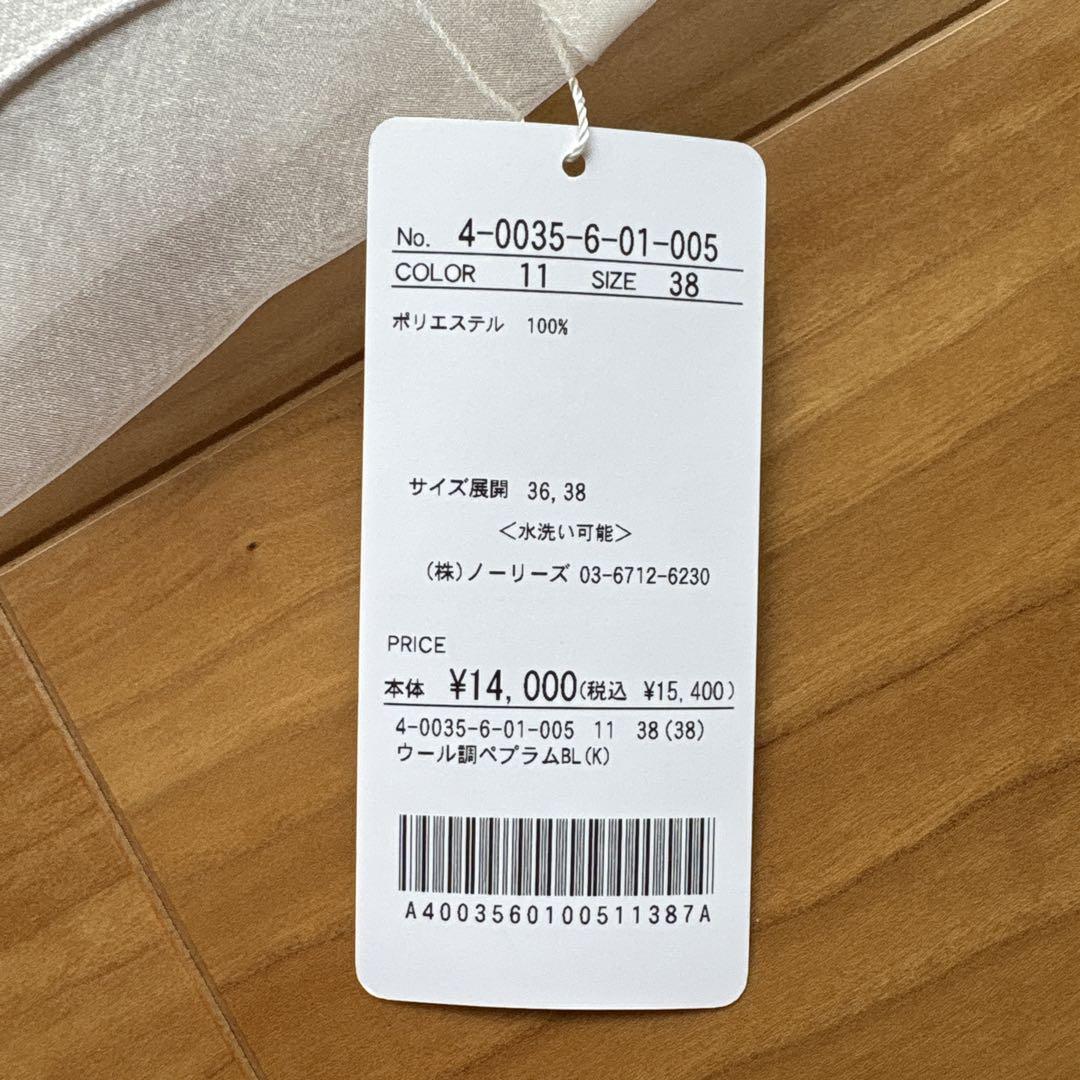 No. 4-0035-6-01-005
COLOR 11 SIZE 38
ポリエステル 100%
サイズ展開 36,38
<水洗い可能>
(株)ノーリーズ 03-6712-6230
PRICE
本体 ¥14,000(税込 ¥15,400)
4-0035-6-01-005 11 38(38)
ウール調ペプラムBL(K)
A4003560100511387A